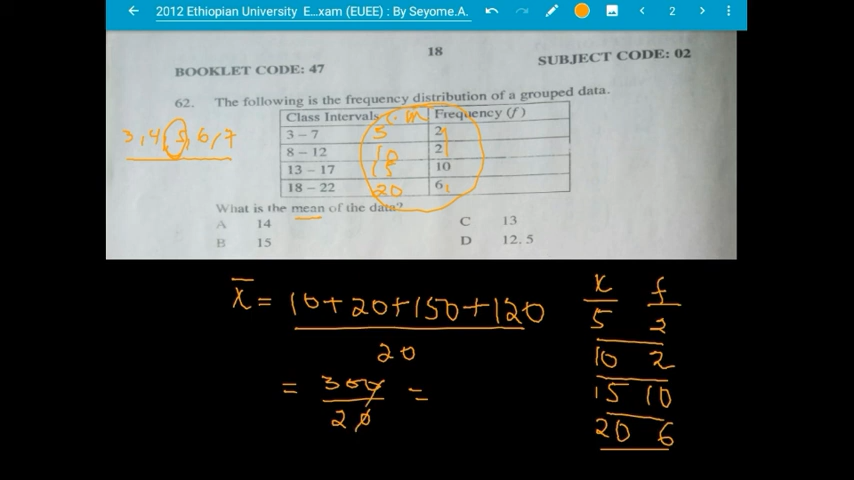 2012 Ethiopian University E...xam (EUEE) : By Seyome.A.
2
18
BOOKLET CODE: 47
SUBJECT CODE: 02
62. The following is the frequency distribution of a grouped data.
Class Intervals C.M Frequency (f)
3 – 7 5 2
8 – 12 10 2
13 – 17 15 10
18 – 22 20 6
3,4,5,6,7
What is the mean of the data?
A 14
B 15
C 13
D 12.5
x̄ = 10+20+150+120
20
= 300
20 =
x f
5 2
10 2
15 10
20 6